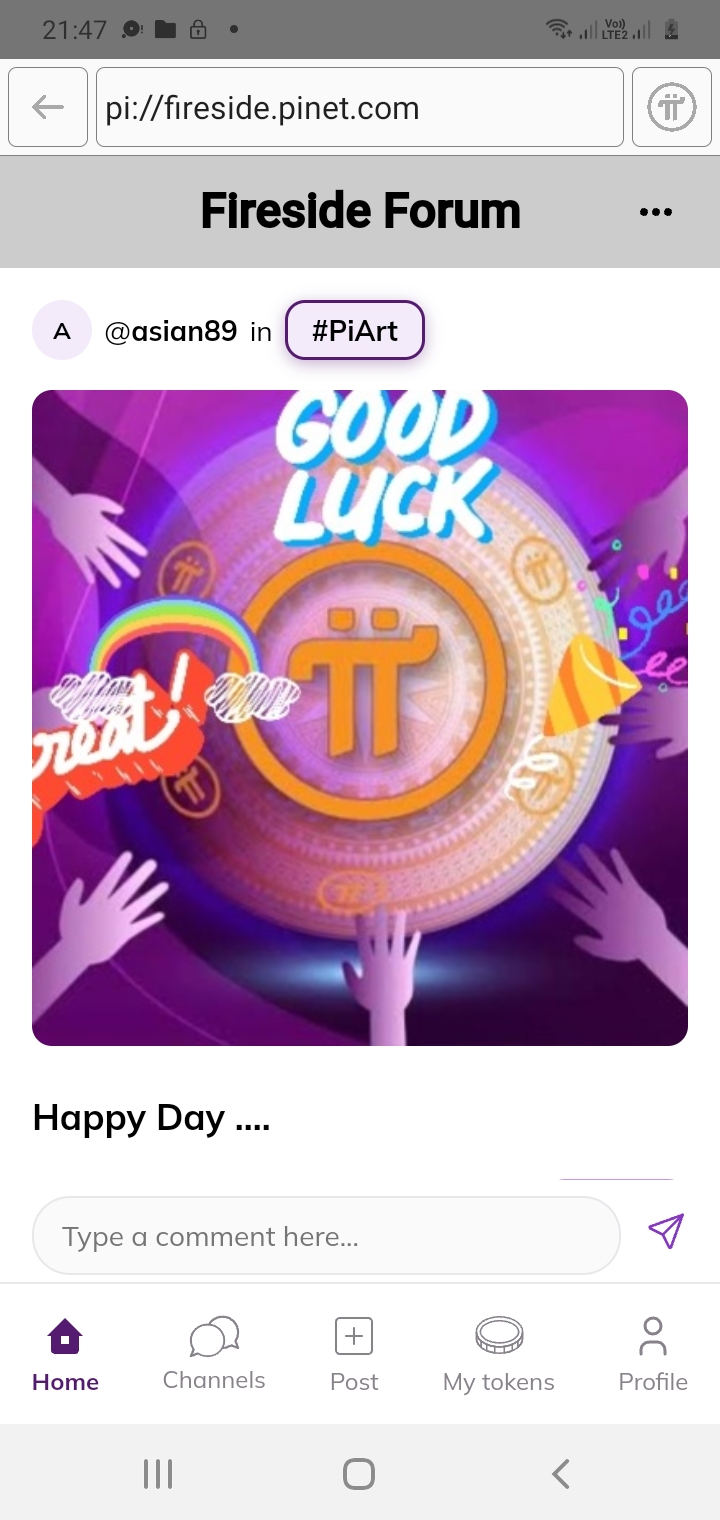 21:47
Vo))
LTE2
pi://fireside.pinet.com
Fireside Forum
A @asian89 in #PiArt
GOOD
LUCK
reat!
Happy Day ....
Type a comment here...
Home
Channels
Post
My tokens
Profile